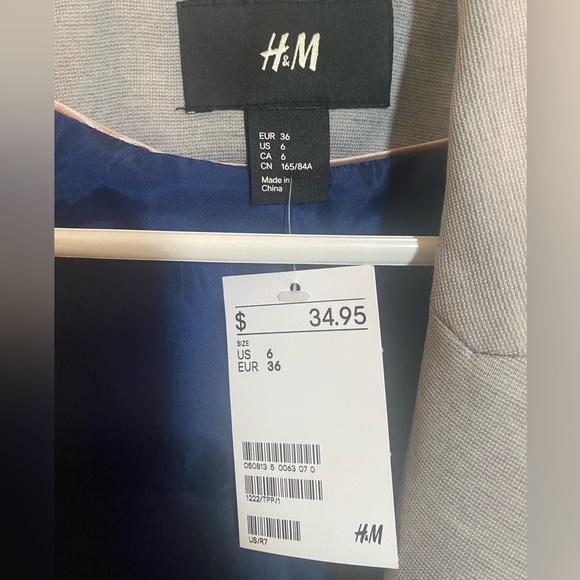 H&M
EUR 36
US 6
CA 6
CN 165/84A
Made in
China
$ 34.95
SIZE
US 6
EUR 36
050813 5 0063 07 0
1222/TPP/1
US/R7
H&M